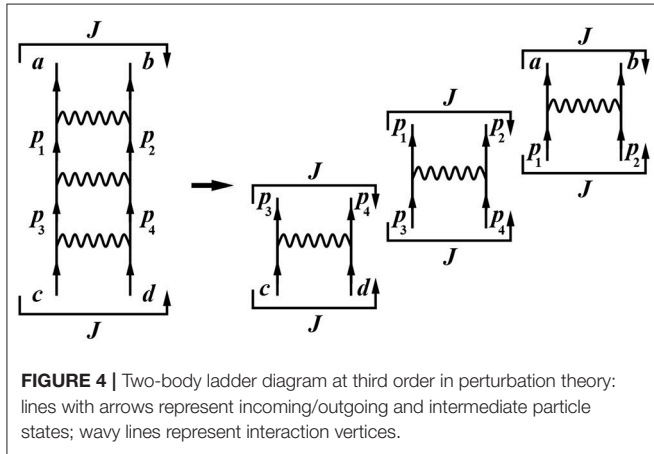 J
a b
p₁ p₂
p₃ p₄
c d
J
J
p₃ p₄
c d
J
J
p₁ p₂
p₃ p₄
J
J
a b
p₁ p₂
J
FIGURE 4 | Two-body ladder diagram at third order in perturbation theory:
lines with arrows represent incoming/outgoing and intermediate particle
states; wavy lines represent interaction vertices.